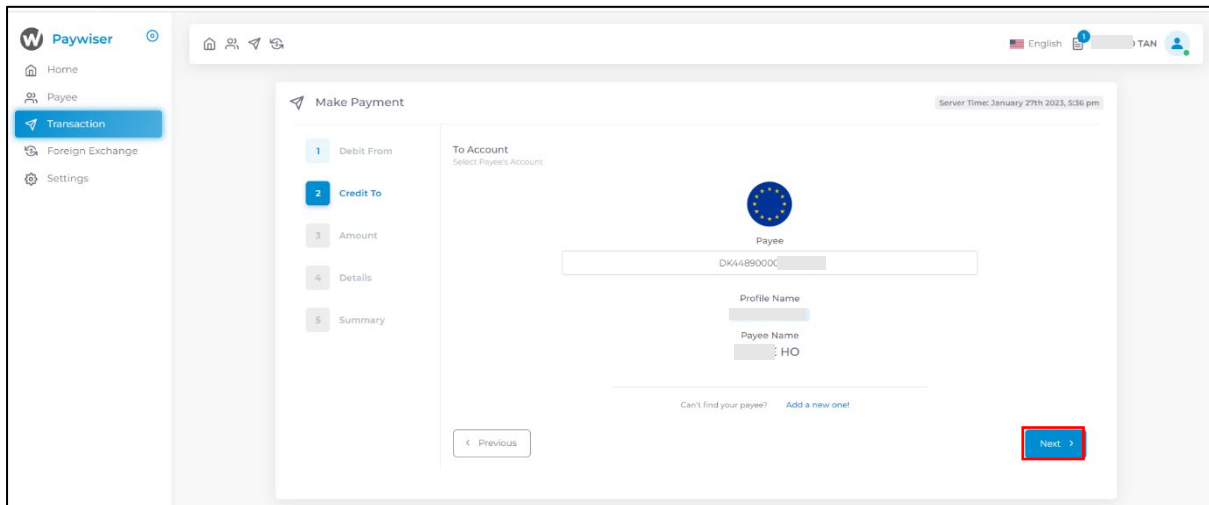 Paywiser
English
1
TAN
Home
Payee
Transaction
Foreign Exchange
Settings
Make Payment
Server Time: January 27th 2023, 5:36 pm
1 Debit From
2 Credit To
3 Amount
4 Details
5 Summary
To Account
Select Payee's Account
Payee
DK44890000
Profile Name
Payee Name
HO
Can't find your payee? Add a new one!
< Previous
Next >